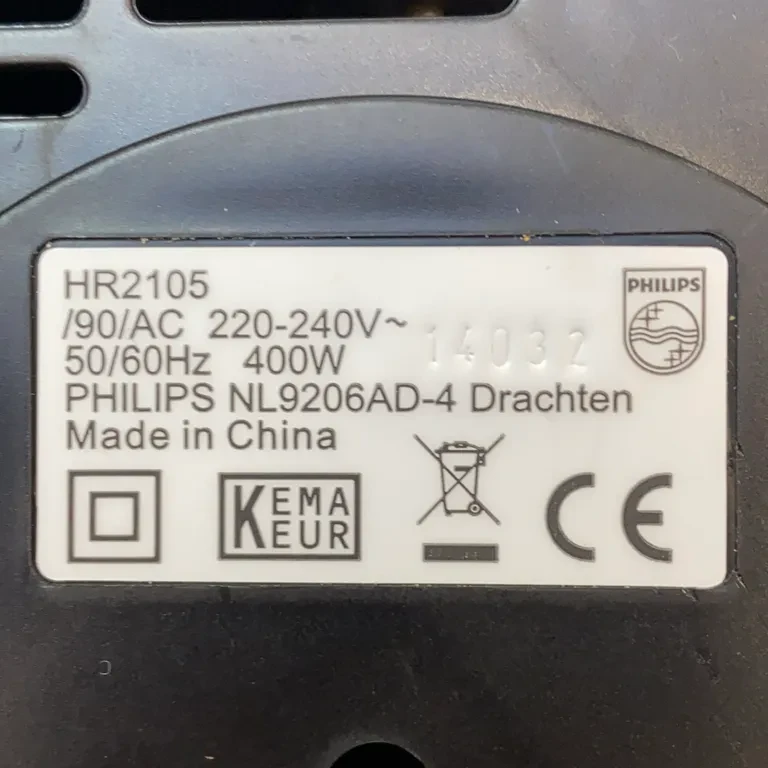 HR2105
/90/AC 220-240V~
14032
50/60Hz 400W
PHILIPS NL9206AD-4 Drachten
Made in China
PHILIPS
KEMA
EUR
CE